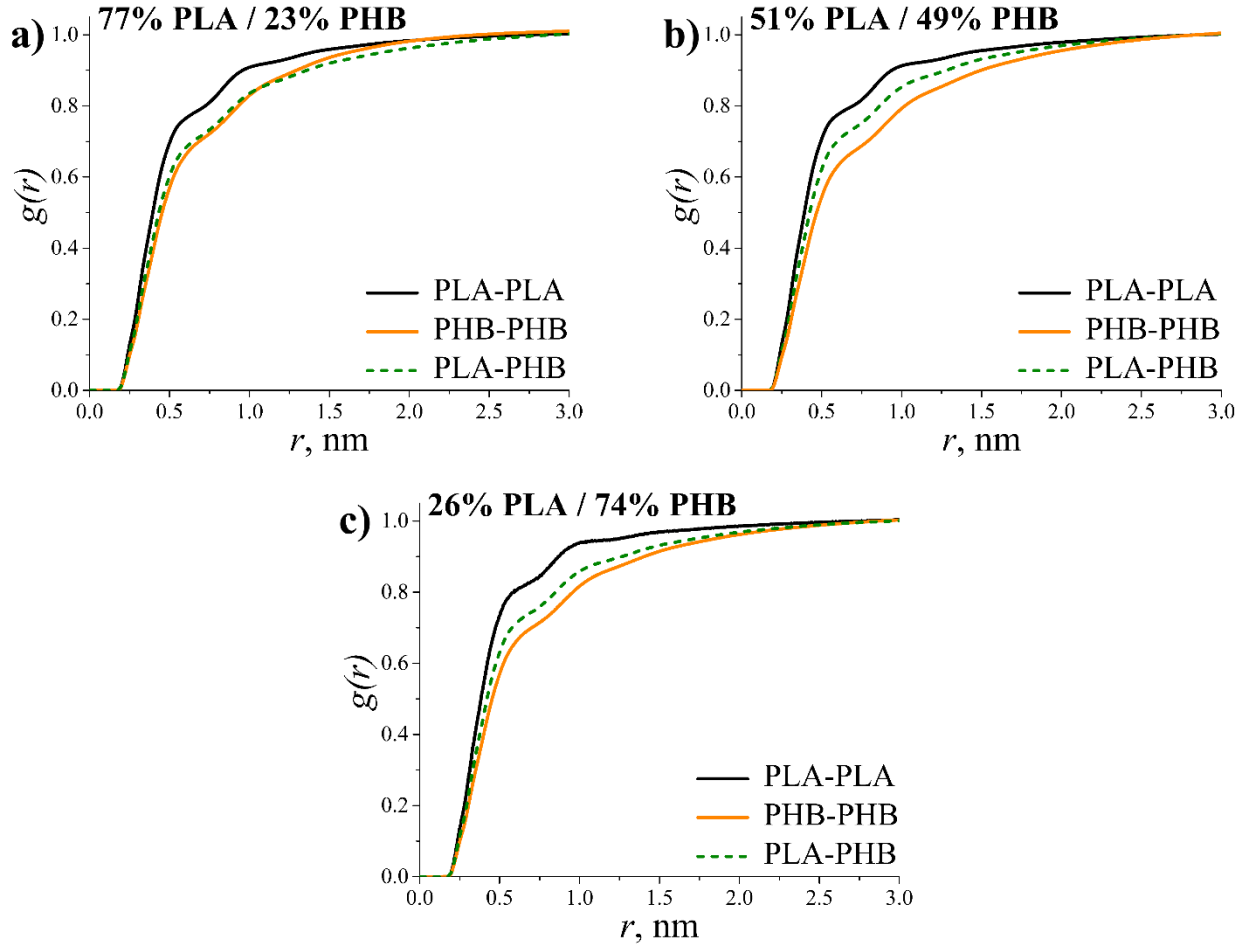 a)
77% PLA / 23% PHB
1.0
0.8
0.6
0.4
0.2
0.0
g(r)
PLA-PLA
PHB-PHB
PLA-PHB
0.0 0.5 1.0 1.5 2.0 2.5 3.0
r, nm
b)
51% PLA / 49% PHB
1.0
0.8
0.6
0.4
0.2
0.0
g(r)
PLA-PLA
PHB-PHB
PLA-PHB
0.0 0.5 1.0 1.5 2.0 2.5 3.0
r, nm
c)
26% PLA / 74% PHB
1.0
0.8
0.6
0.4
0.2
0.0
g(r)
PLA-PLA
PHB-PHB
PLA-PHB
0.0 0.5 1.0 1.5 2.0 2.5 3.0
r, nm